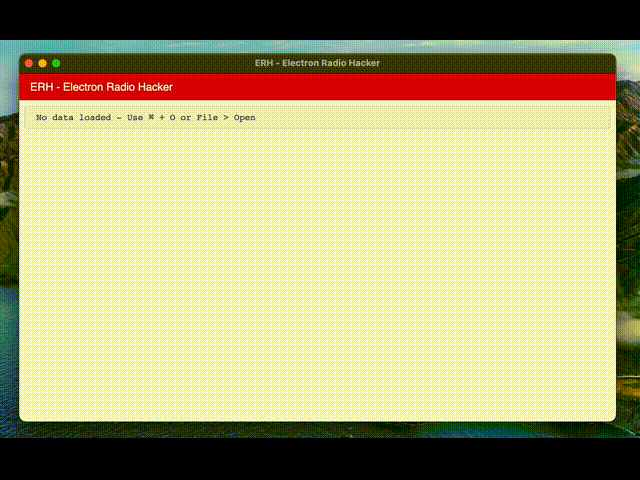 ERH - Electron Radio Hacker
ERH - Electron Radio Hacker
No data loaded - Use ⌘ + O or File > Open